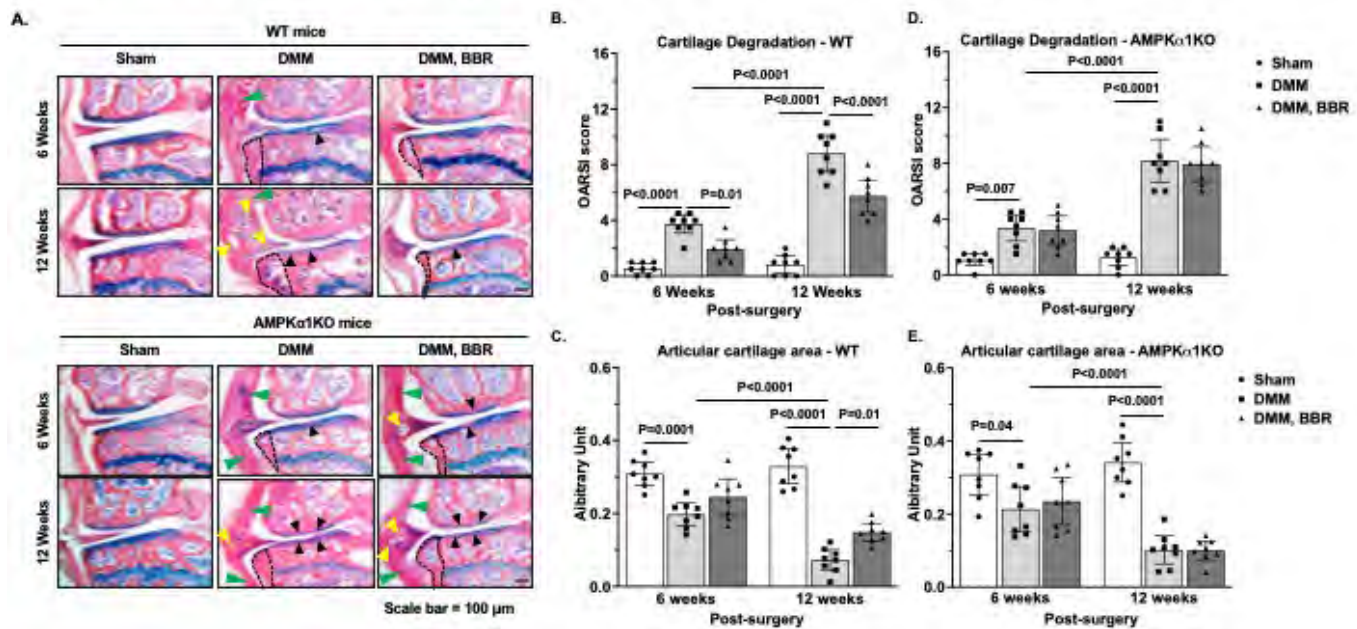 A.
WT mice
Sham DMM DMM, BBR
6 Weeks
12 Weeks
AMPKα1KO mice
Sham DMM DMM, BBR
6 Weeks
12 Weeks
Scale bar = 100 µm
B.
Cartilage Degradation - WT
OARSI score
16
12
8
4
0
P<0.0001
P<0.0001 P<0.0001
P<0.0001 P=0.01
6 Weeks 12 Weeks
Post-surgery
D.
Cartilage Degradation - AMPKα1KO
OARSI score
16
12
8
4
0
P<0.0001
P<0.0001
P=0.007
6 weeks 12 weeks
Post-surgery
Sham
DMM
DMM, BBR
C.
Articular cartilage area - WT
Aibitrary Unit
0.6
0.4
0.2
0.0
P<0.0001
P<0.0001 P=0.01
P=0.0001
6 weeks 12 weeks
Post-surgery
E.
Articular cartilage area - AMPKα1KO
Aibitrary Unit
0.6
0.4
0.2
0.0
P<0.0001
P<0.0001
P=0.04
6 weeks 12 weeks
Post-surgery
Sham
DMM
DMM, BBR